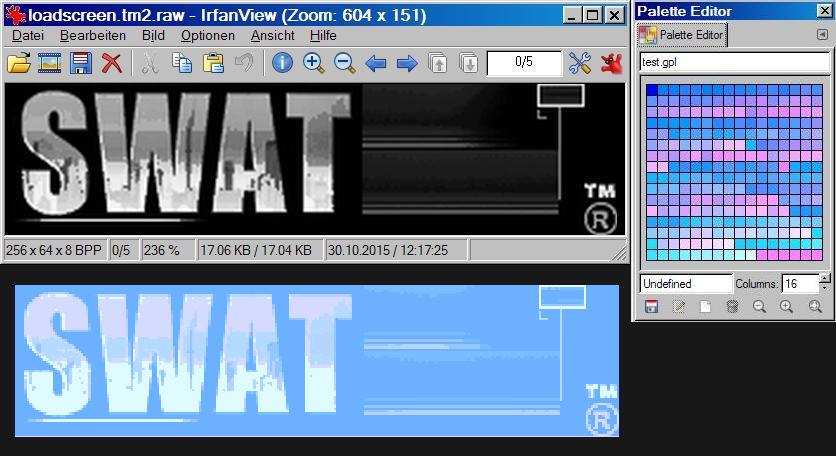 loadscreen.tm2.raw - IrfanView (Zoom: 604 x 151)
Datei Bearbeiten Bild Optionen Ansicht Hilfe
0/5
SWAT
TM
®
256 x 64 x 8 BPP 0/5 236 % 17.06 KB / 17.04 KB 30.10.2015 / 12:17:25
Palette Editor
Palette Editor
test.gpl
Undefined Columns: 16
SWAT
TM
®